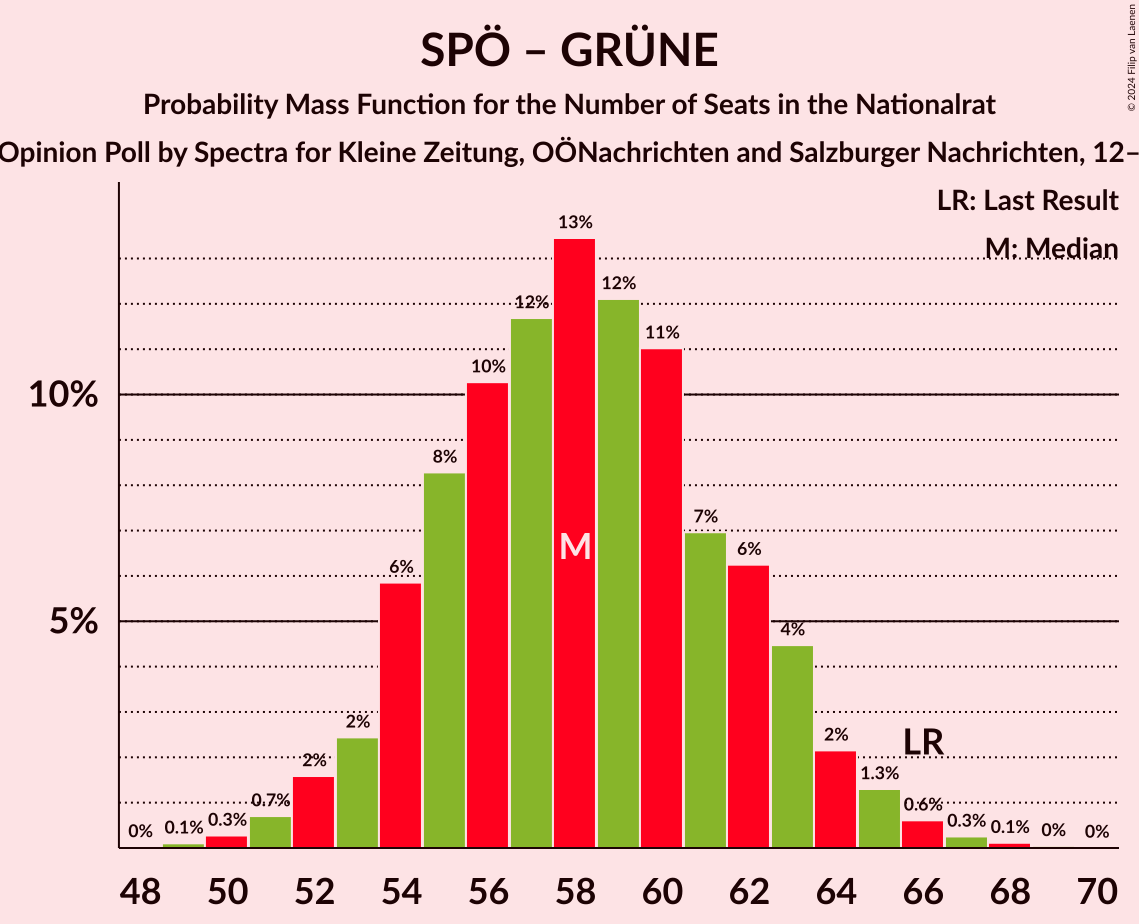 SPÖ – GRÜNE
Probability Mass Function for the Number of Seats in the Nationalrat
Opinion Poll by Spectra for Kleine Zeitung, OÖNachrichten and Salzburger Nachrichten, 12–
© 2024 Filip van Laenen
LR: Last Result
M: Median
10%
5%
0%
0.1%
0.3%
0.7%
2%
2%
6%
8%
10%
12%
13%
12%
11%
7%
6%
4%
2%
1.3%
0.6%
0.3%
0.1%
0%
0%
M
LR
48 50 52 54 56 58 60 62 64 66 68 70